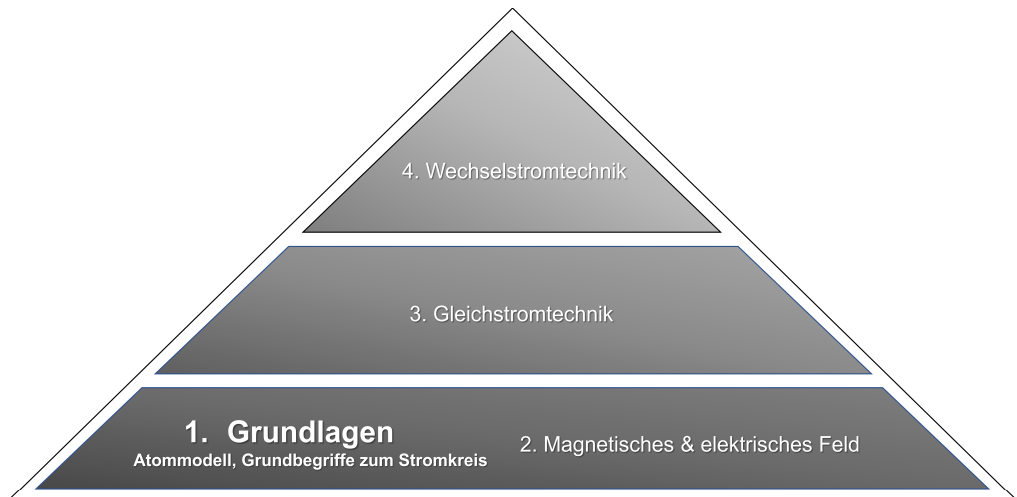 4. Wechselstromtechnik
3. Gleichstromtechnik
1. Grundlagen
Atommodell, Grundbegriffe zum Stromkreis
2. Magnetisches & elektrisches Feld